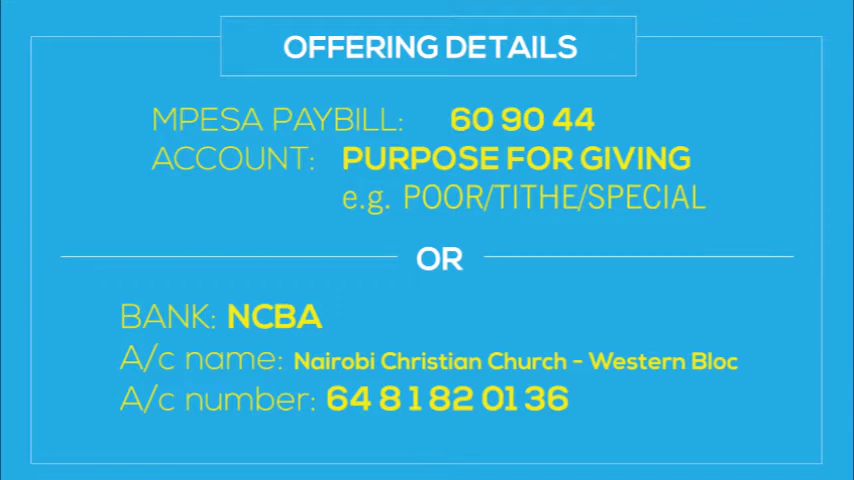 OFFERING DETAILS
MPESA PAYBILL: 60 90 44
ACCOUNT: PURPOSE FOR GIVING
e.g. POOR/TITHE/SPECIAL
OR
BANK: NCBA
A/c name: Nairobi Christian Church - Western Bloc
A/c number: 64 8 1 82 01 36